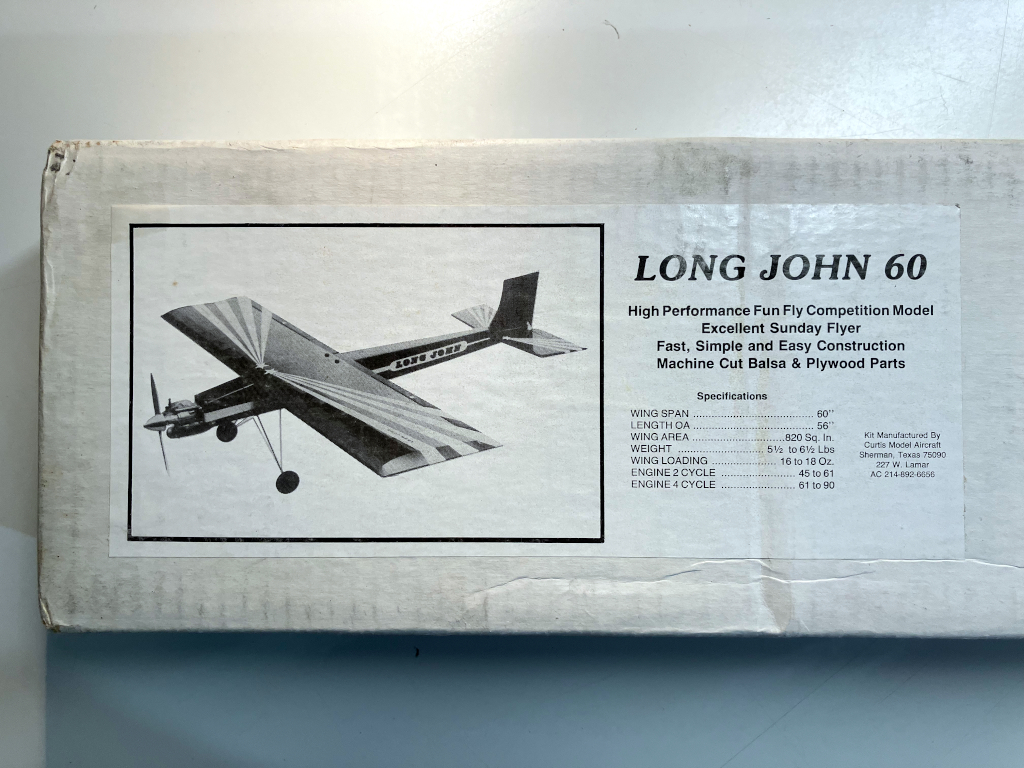 LONG JOHN
LONG JOHN 60
High Performance Fun Fly Competition Model
Excellent Sunday Flyer
Fast, Simple and Easy Construction
Machine Cut Balsa & Plywood Parts
Specifications
WING SPAN .................................... 60"
LENGTH OA .................................... 56"
WING AREA ............................820 Sq. In.
WEIGHT ......................... 5½ to 6½ Lbs
WING LOADING .................... 16 to 18 Oz.
ENGINE 2 CYCLE ........................ 45 to 61
ENGINE 4 CYCLE ....................... 61 to 90
Kit Manufactured By
Curtis Model Aircraft
Sherman, Texas 75090
227 W. Lamar
AC 214-892-6656